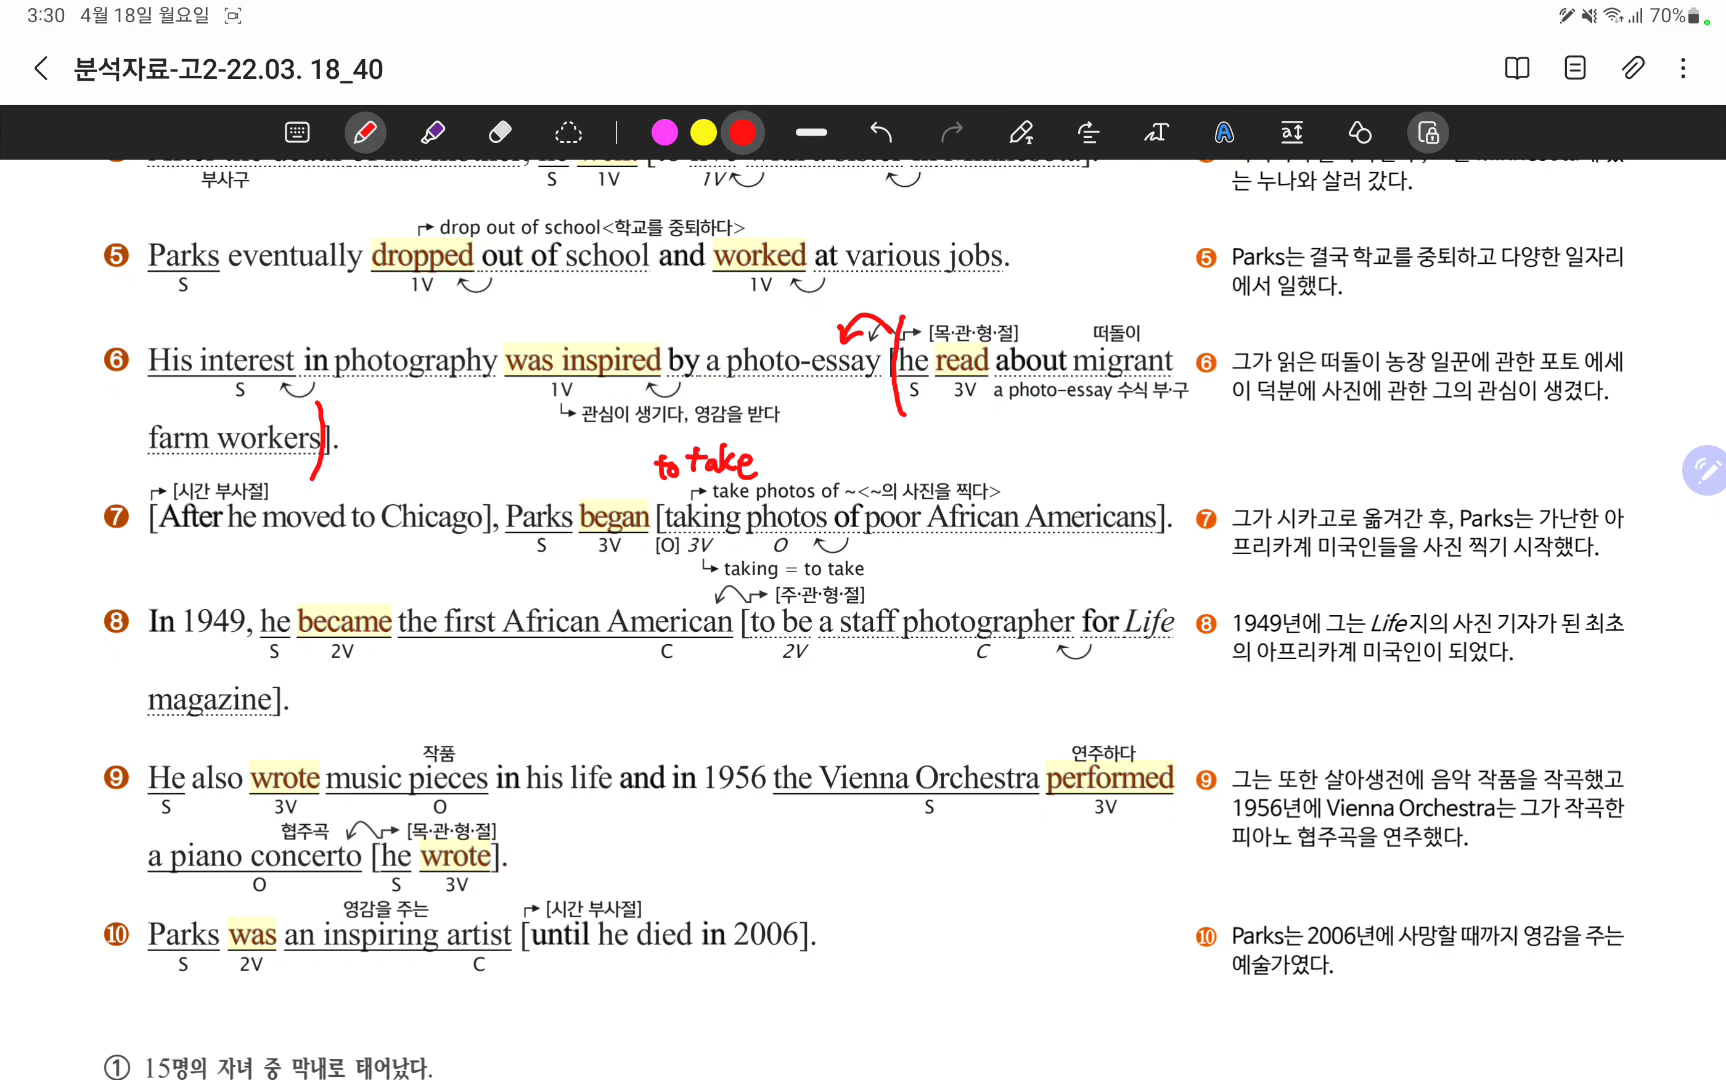 3:30 4월 18일 월요일 70%
분석자료-고2-22.03. 18_40
부사구 S 1V 1V
는 누나와 살러 갔다.
drop out of school<학교를 중퇴하다>
❺ Parks eventually dropped out of school and worked at various jobs.
S 1V 1V
❺ Parks는 결국 학교를 중퇴하고 다양한 일자리
에서 일했다.
[목·관·형·절] 떠돌이
❻ His interest in photography was inspired by a photo-essay [he read about migrant
S 1V S 3V a photo-essay 수식 부·구
관심이 생기다, 영감을 받다
farm workers].
❻ 그가 읽은 떠돌이 농장 일꾼에 관한 포토 에세
이 덕분에 사진에 관한 그의 관심이 생겼다.
to take
[시간 부사절] take photos of ~<~의 사진을 찍다>
❼ [After he moved to Chicago], Parks began [taking photos of poor African Americans].
S 3V [O] 3V O
taking = to take
❼ 그가 시카고로 옮겨간 후, Parks는 가난한 아
프리카계 미국인들을 사진 찍기 시작했다.
[주·관·형·절]
❽ In 1949, he became the first African American [to be a staff photographer for Life
S 2V C 2V C
magazine].
❽ 1949년에 그는 Life지의 사진 기자가 된 최초
의 아프리카계 미국인이 되었다.
작품 연주하다
❾ He also wrote music pieces in his life and in 1956 the Vienna Orchestra performed
S 3V O S 3V
협주곡 [목·관·형·절]
a piano concerto [he wrote].
O S 3V
❾ 그는 또한 살아생전에 음악 작품을 작곡했고
1956년에 Vienna Orchestra는 그가 작곡한
피아노 협주곡을 연주했다.
영감을 주는 [시간 부사절]
❿ Parks was an inspiring artist [until he died in 2006].
S 2V C
❿ Parks는 2006년에 사망할 때까지 영감을 주는
예술가였다.
① 15명의 자녀 중 막내로 태어났다.